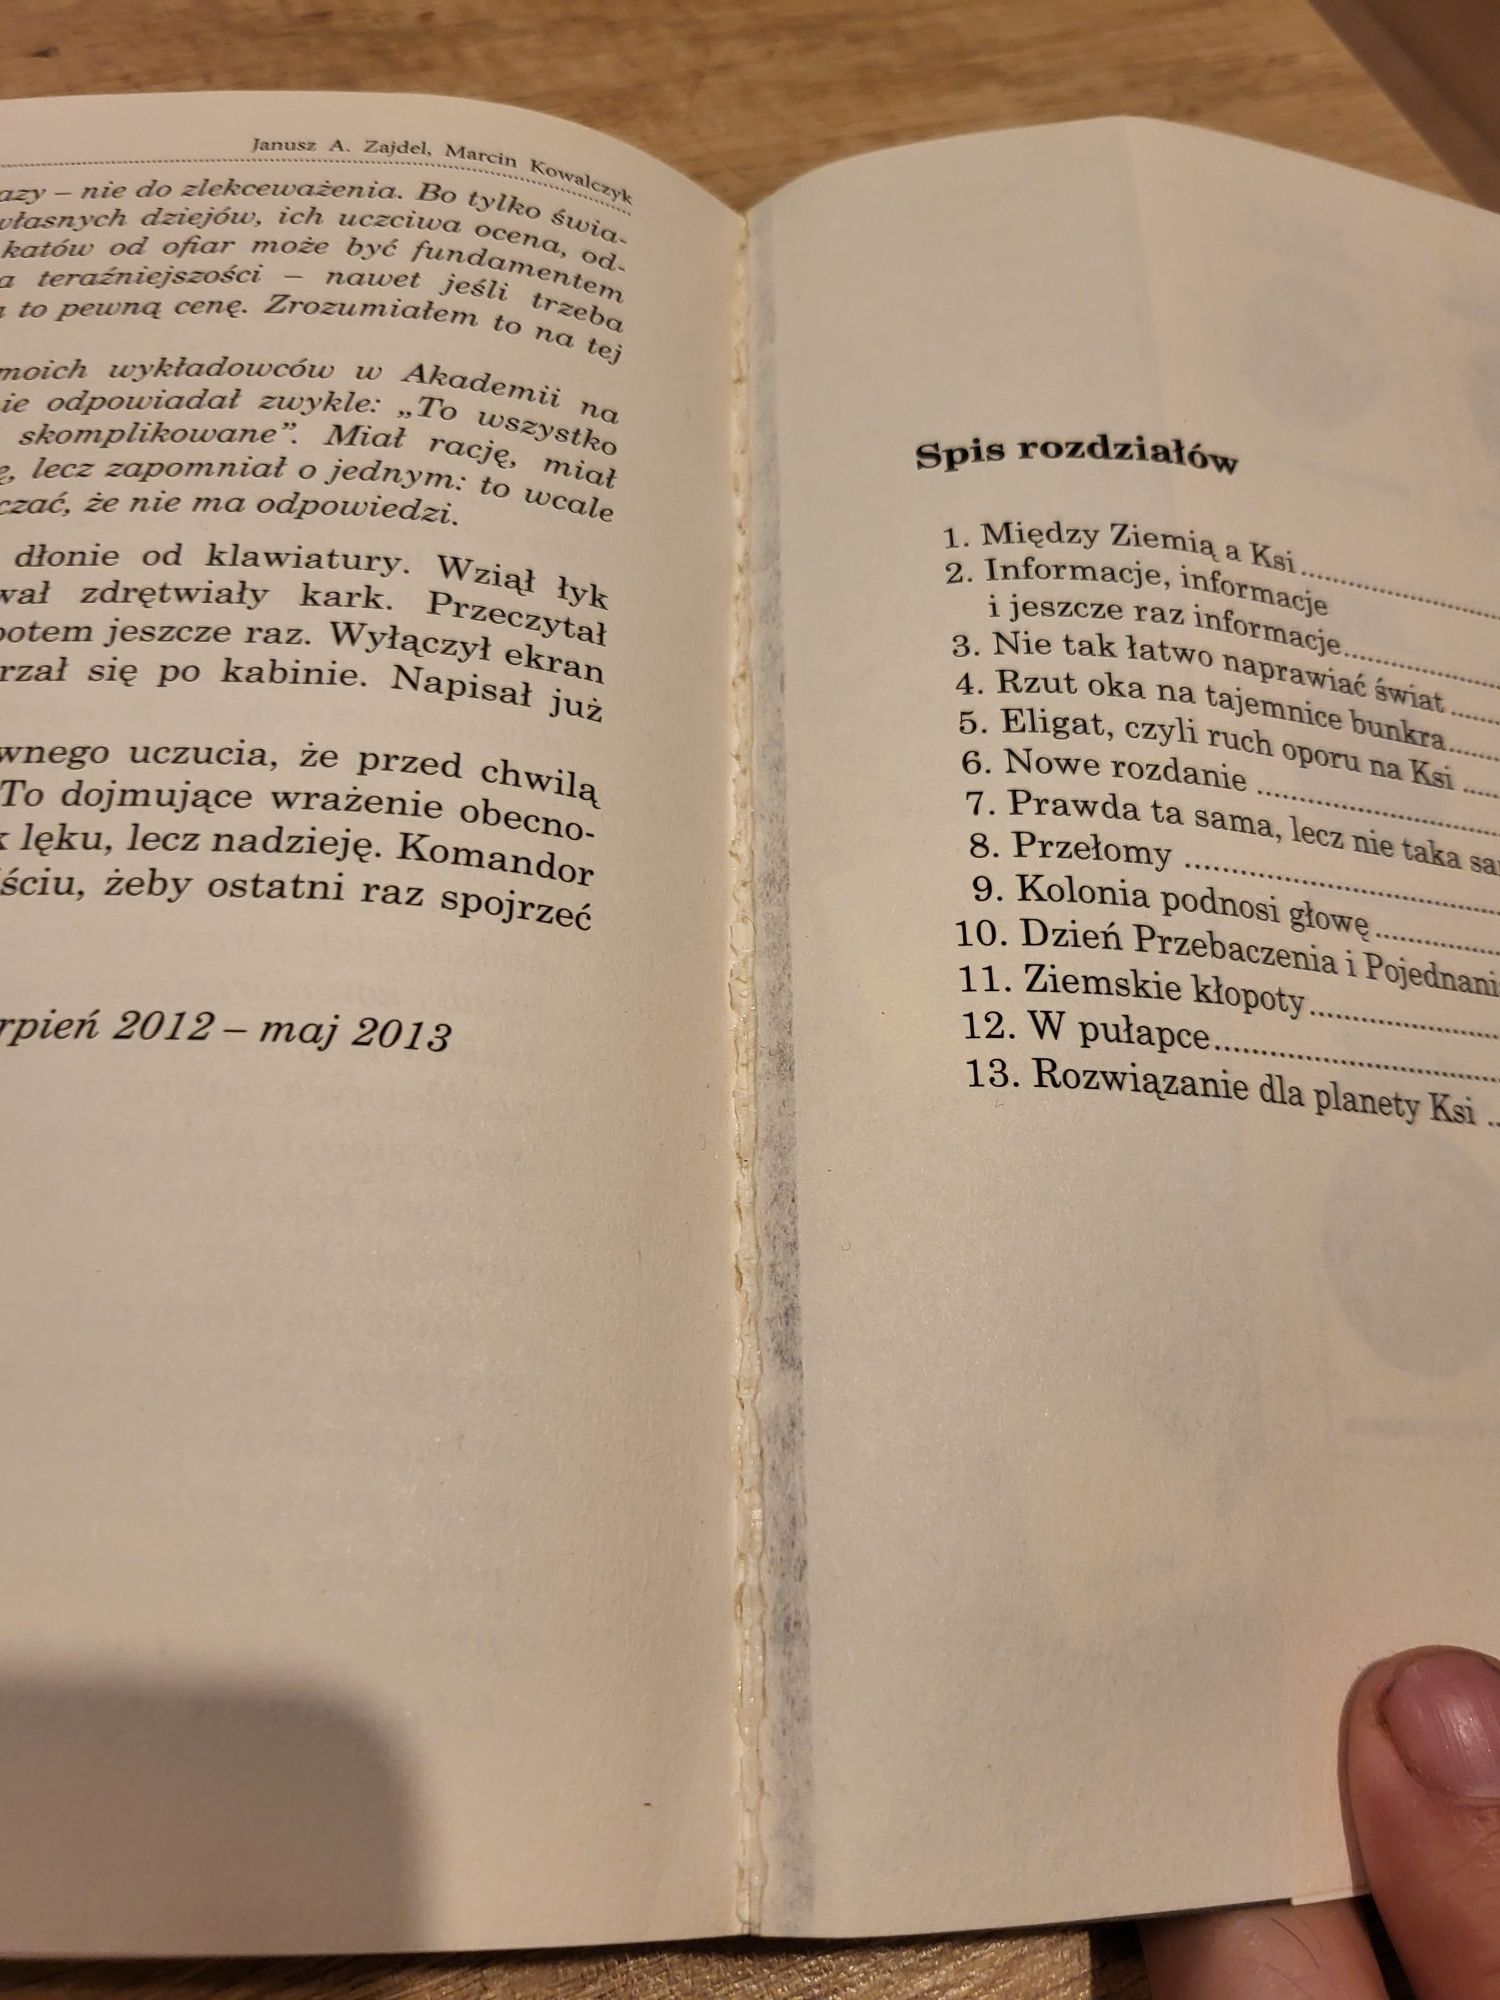 Janusz A. Zajdel, Marcin Kowalczyk
– nie do zlekceważenia. Bo tylko świa-
własnych dziejów, ich uczciwa ocena, od-
katów od ofiar może być fundamentem
teraźniejszości – nawet jeśli trzeba
to pewną cenę. Zrozumiałem to na tej
moich wykładowców w Akademii na
odpowiadał zwykle: „To wszystko
skomplikowane”. Miał rację, miał
lecz zapomniał o jednym: to wcale
że nie ma odpowiedzi.
dłonie od klawiatury. Wziął łyk
zdrętwiały kark. Przeczytał
potem jeszcze raz. Wyłączył ekran
się po kabinie. Napisał już
uczucia, że przed chwilą
To dojmujące wrażenie obecno-
lęku, lecz nadzieję. Komandor
żeby ostatni raz spojrzeć
2012 – maj 2013
Spis rozdziałów
1. Między Ziemią a Ksi
2. Informacje, informacje
i jeszcze raz informacje
3. Nie tak łatwo naprawiać świat
4. Rzut oka na tajemnice bunkra
5. Eligat, czyli ruch oporu na Ksi
6. Nowe rozdanie
7. Prawda ta sama, lecz nie taka
8. Przełomy
9. Kolonia podnosi głowę
10. Dzień Przebaczenia i
11. Ziemskie kłopoty
12. W pułapce
13. Rozwiązanie dla planety Ksi